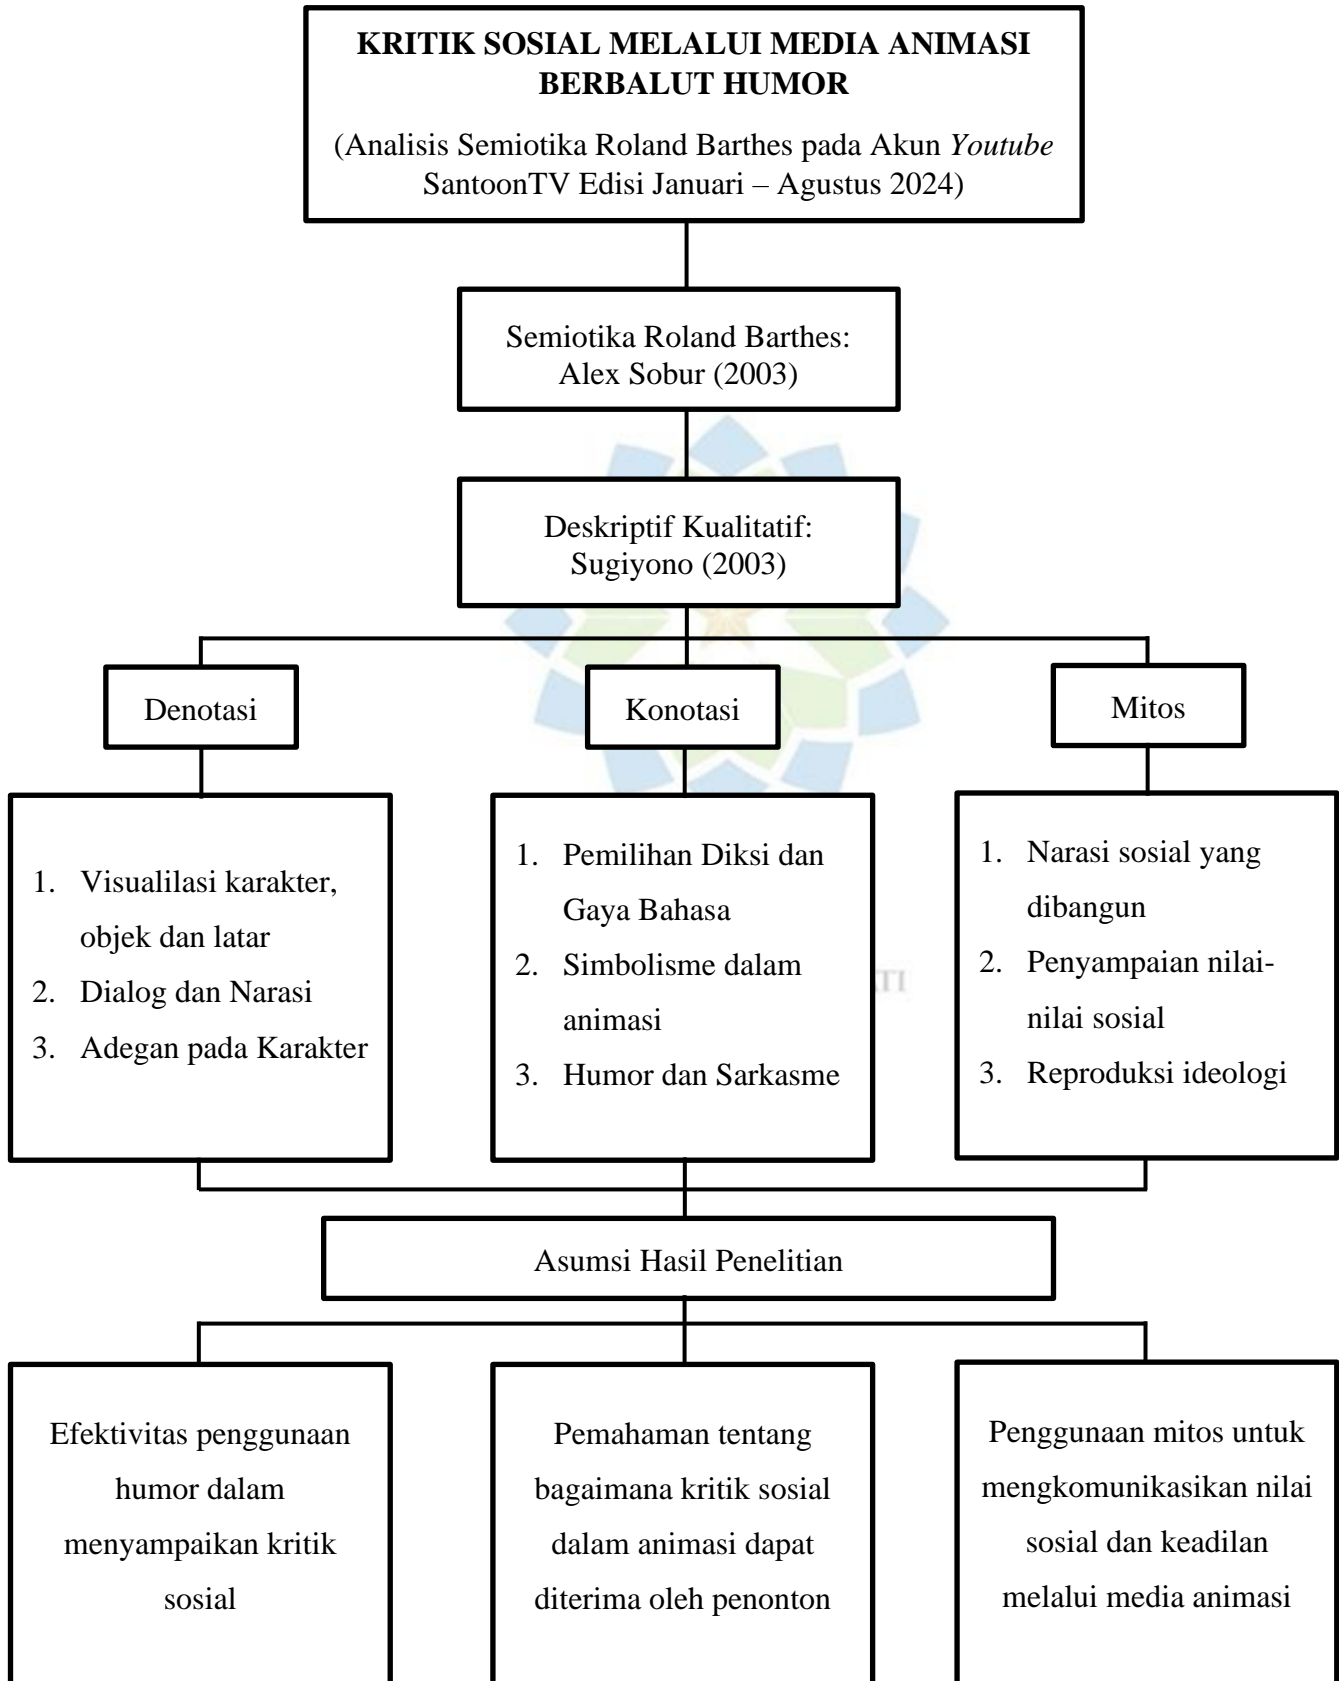 KRITIK SOSIAL MELALUI MEDIA ANIMASI
BERBALUT HUMOR
(Analisis Semiotika Roland Barthes pada Akun Youtube
SantoonTV Edisi Januari – Agustus 2024)
Semiotika Roland Barthes:
Alex Sobur (2003)
Deskriptif Kualitatif:
Sugiyono (2003)
Denotasi
Konotasi
Mitos
1. Visualilasi karakter,
objek dan latar
2. Dialog dan Narasi
3. Adegan pada Karakter
1. Pemilihan Diksi dan
Gaya Bahasa
2. Simbolisme dalam
animasi
3. Humor dan Sarkasme
1. Narasi sosial yang
dibangun
2. Penyampaian nilai-
nilai sosial
3. Reproduksi ideologi
Asumsi Hasil Penelitian
Efektivitas penggunaan
humor dalam
menyampaikan kritik
sosial
Pemahaman tentang
bagaimana kritik sosial
dalam animasi dapat
diterima oleh penonton
Penggunaan mitos untuk
mengkomunikasikan nilai
sosial dan keadilan
melalui media animasi